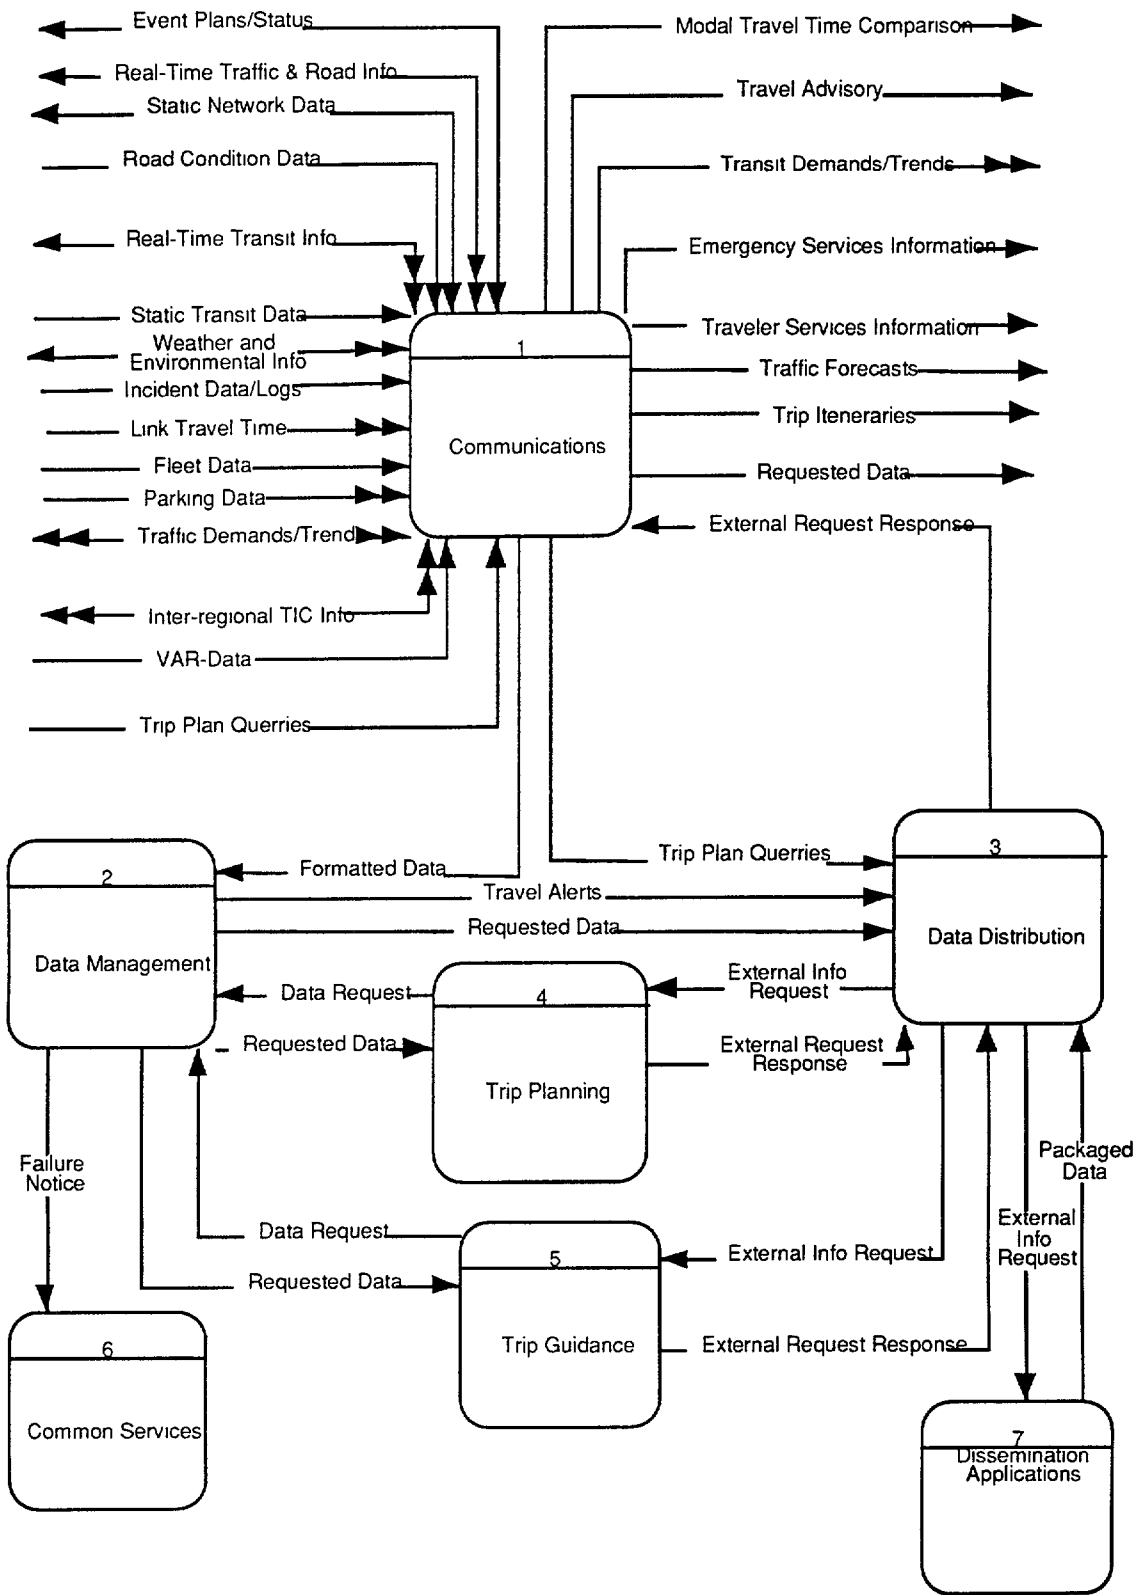 Event Plans/Status
Real-Time Traffic & Road Info
Static Network Data
Road Condition Data
Real-Time Transit Info
Static Transit Data
Weather and
Environmental Info
Incident Data/Logs
Link Travel Time
Fleet Data
Parking Data
Traffic Demands/Trend
Inter-regional TIC Info
VAR-Data
Trip Plan Querries
Modal Travel Time Comparison
Travel Advisory
Transit Demands/Trends
Emergency Services Information
Traveler Services Information
Traffic Forecasts
Trip Iteneraries
Requested Data
External Request Response
1
Communications
2
Data Management
3
Data Distribution
Formatted Data
Trip Plan Querries
Travel Alerts
Requested Data
Data Request
External Info
Request
4
Trip Planning
Requested Data
External Request
Response
Failure
Notice
Packaged
Data
External
Info
Request
Data Request
External Info Request
5
Trip Guidance
Requested Data
External Request Response
6
Common Services
7
Dissemination
Applications